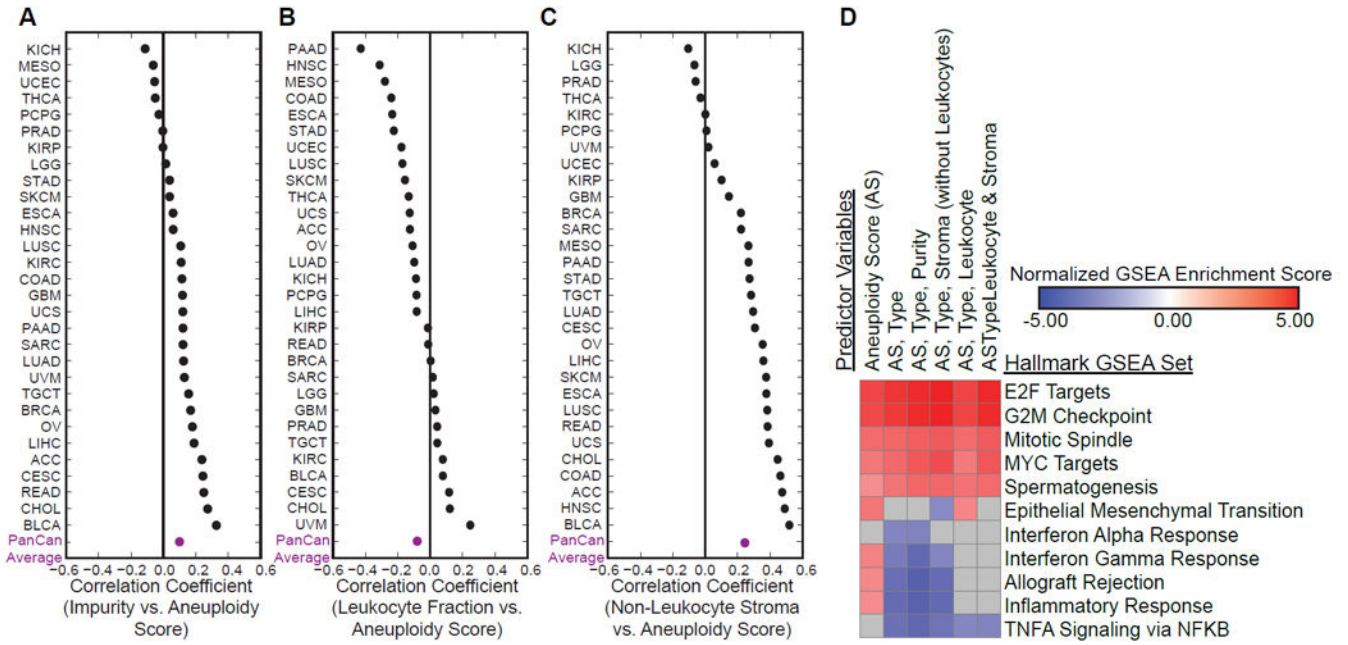 A
KICH
MESO
UCEC
THCA
PCPG
PRAD
KIRP
LGG
STAD
SKCM
ESCA
HNSC
LUSC
KIRC
COAD
GBM
UCS
PAAD
SARC
LUAD
UVM
TGCT
BRCA
OV
LIHC
ACC
CESC
READ
CHOL
BLCA
PanCan
Average
−0.6 −0.4 −0.2 0.0 0.2 0.4 0.6
Correlation Coefficient
(Impurity vs. Aneuploidy
Score)
B
PAAD
HNSC
MESO
COAD
ESCA
STAD
UCEC
LUSC
SKCM
THCA
UCS
ACC
OV
LUAD
KICH
PCPG
LIHC
KIRP
READ
BRCA
SARC
LGG
GBM
PRAD
TGCT
KIRC
BLCA
CESC
CHOL
UVM
PanCan
Average
−0.6 −0.4 −0.2 0.0 0.2 0.4 0.6
Correlation Coefficient
(Leukocyte Fraction vs.
Aneuploidy Score)
C
KICH
LGG
PRAD
THCA
KIRC
PCPG
UVM
UCEC
KIRP
GBM
BRCA
SARC
MESO
PAAD
STAD
TGCT
LUAD
CESC
OV
LIHC
SKCM
ESCA
LUSC
READ
UCS
CHOL
COAD
ACC
HNSC
BLCA
PanCan
Average
−0.6 −0.4 −0.2 0.0 0.2 0.4 0.6
Correlation Coefficient
(Non-Leukocyte Stroma
vs. Aneuploidy Score)
D
Predictor Variables
Aneuploidy Score (AS)
AS, Type
AS, Type, Purity
AS, Type, Stroma (without Leukocytes)
AS, Type, Leukocyte
ASTypeLeukocyte & Stroma
Normalized GSEA Enrichment Score
-5.00 0.00 5.00
Hallmark GSEA Set
E2F Targets
G2M Checkpoint
Mitotic Spindle
MYC Targets
Spermatogenesis
Epithelial Mesenchymal Transition
Interferon Alpha Response
Interferon Gamma Response
Allograft Rejection
Inflammatory Response
TNFA Signaling via NFKB